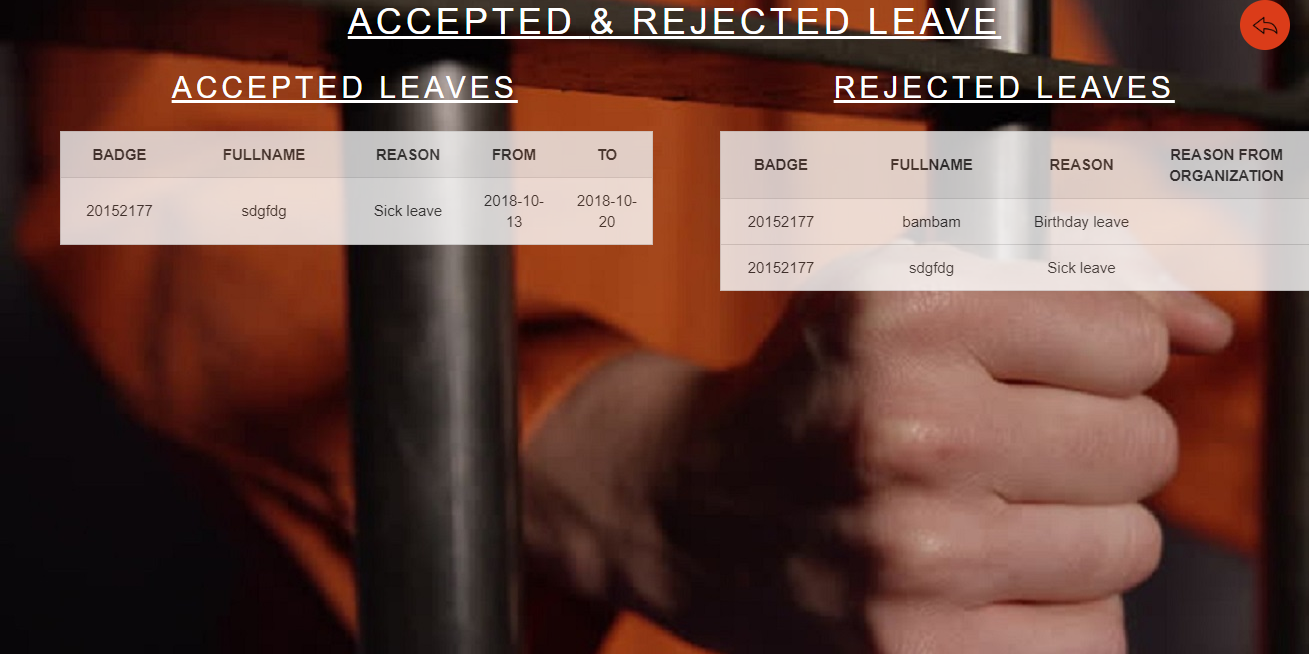 ACCEPTED & REJECTED LEAVE
ACCEPTED LEAVES
BADGE FULLNAME REASON FROM TO
20152177 sdgfdg Sick leave 2018-10-13 2018-10-20
REJECTED LEAVES
BADGE FULLNAME REASON REASON FROM ORGANIZATION
20152177 bambam Birthday leave
20152177 sdgfdg Sick leave